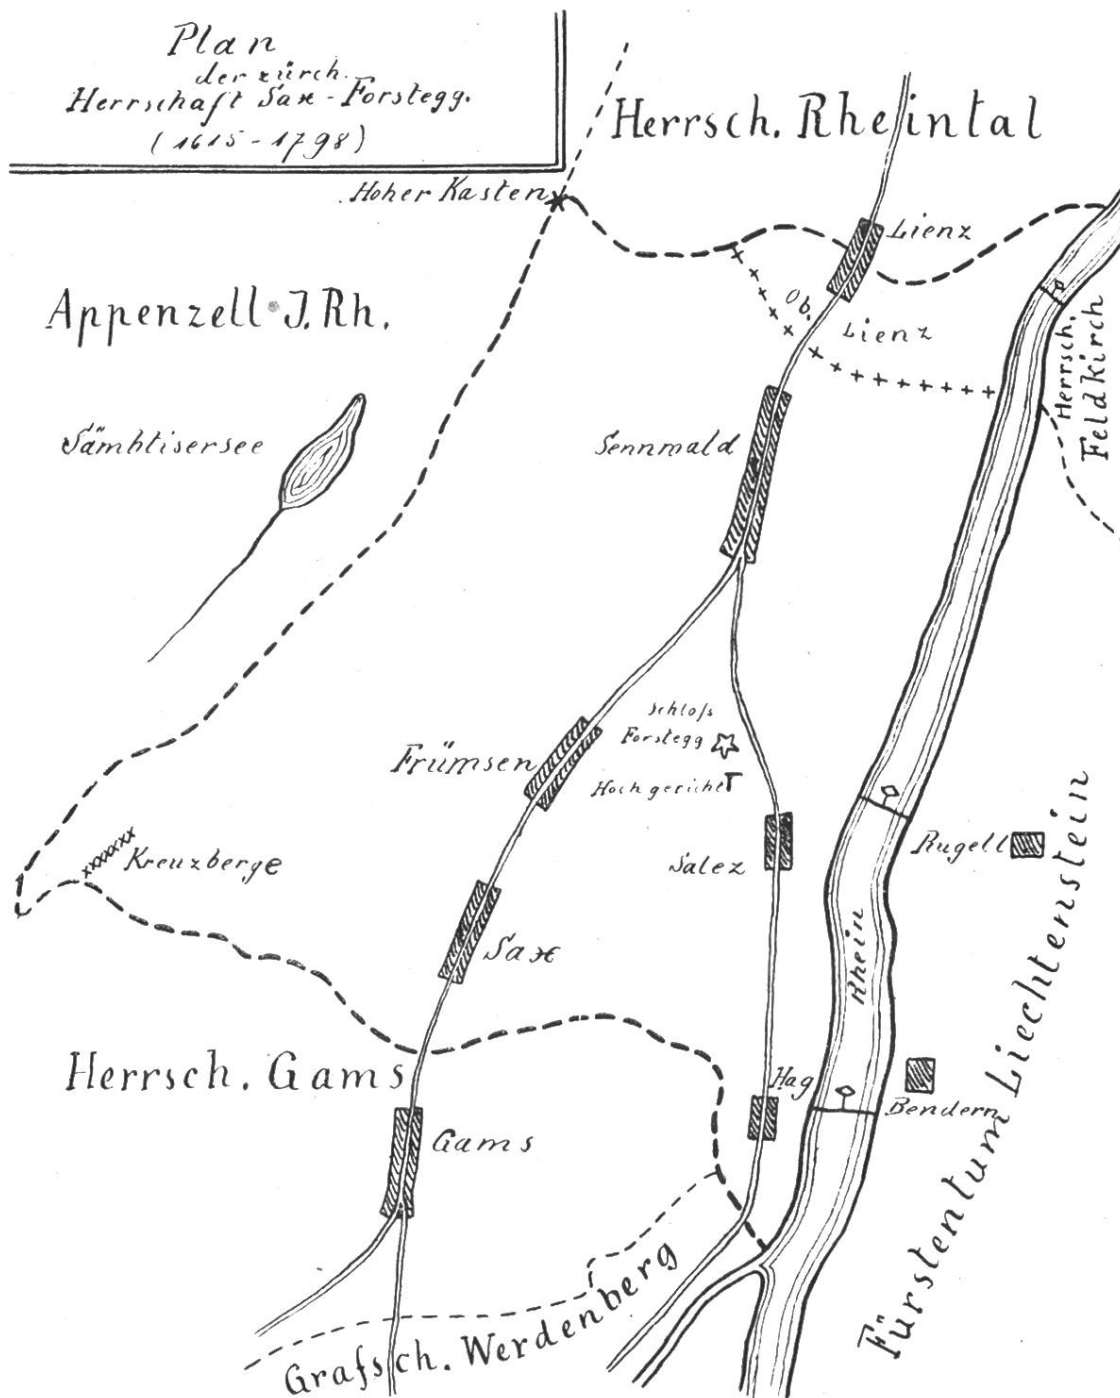 Plan
der zürch.
Herrschaft Sax-Forstegg.
(1615-1798)
Herrsch. Rheintal
Hoher Kasten
Lienz
Appenzell J. Rh.
Ob.
Lienz
Herrsch.
Feldkirch
Sämbtisersee
Sennwald
Schloſs
Forstegg
Frümsen
Hochgericht
Kreuzberge
Salez
Rugell
Sax
Rhein
Herrsch. Gams
Hag
Bendern
Gams
Fürstentum Liechtenstein
Grafsch. Werdenberg